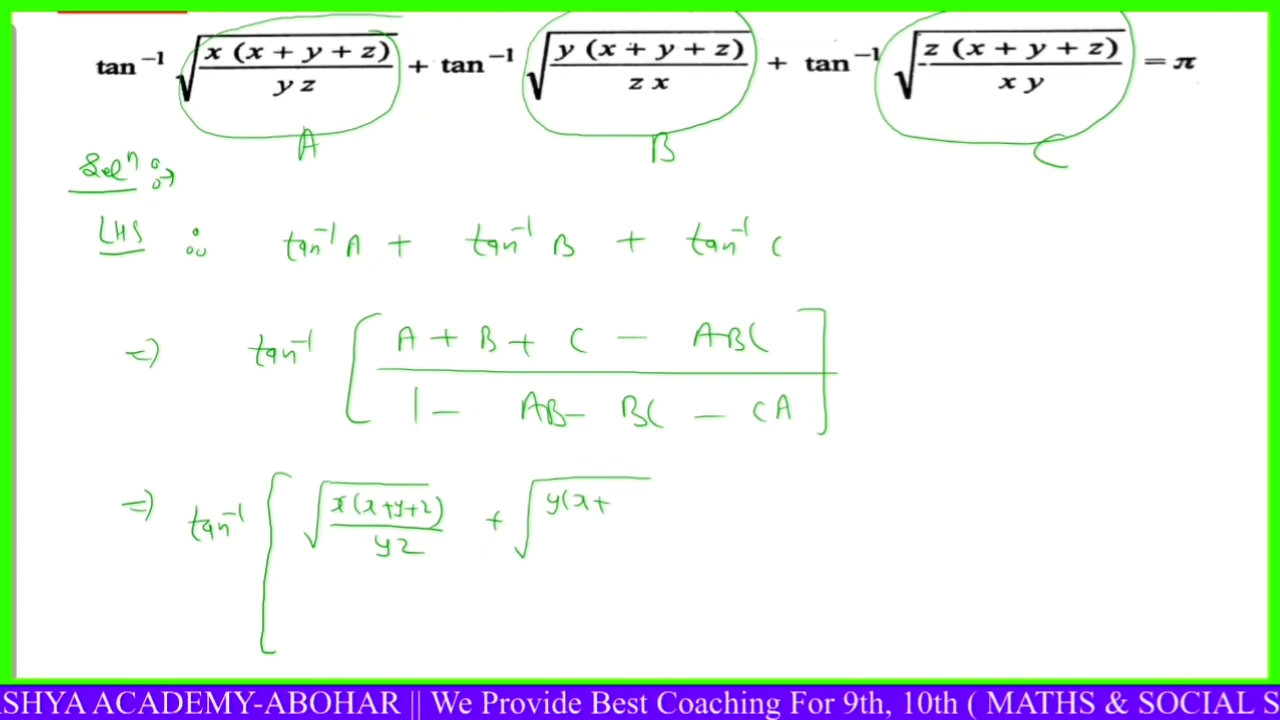 tan⁻¹ √(x (x + y + z) / y z) + tan⁻¹ √(y (x + y + z) / z x) + tan⁻¹ √(z (x + y + z) / x y) = π
A B C
Solⁿ :→
LHS : tan⁻¹ A + tan⁻¹ B + tan⁻¹ C
=) tan⁻¹ [ A + B + C − ABC / 1 − AB − BC − CA ]
=) tan⁻¹ [ √(x(x+y+z) / yz) + √(y(x+
SHYA ACADEMY-ABOHAR || We Provide Best Coaching For 9th, 10th ( MATHS & SOCIAL S